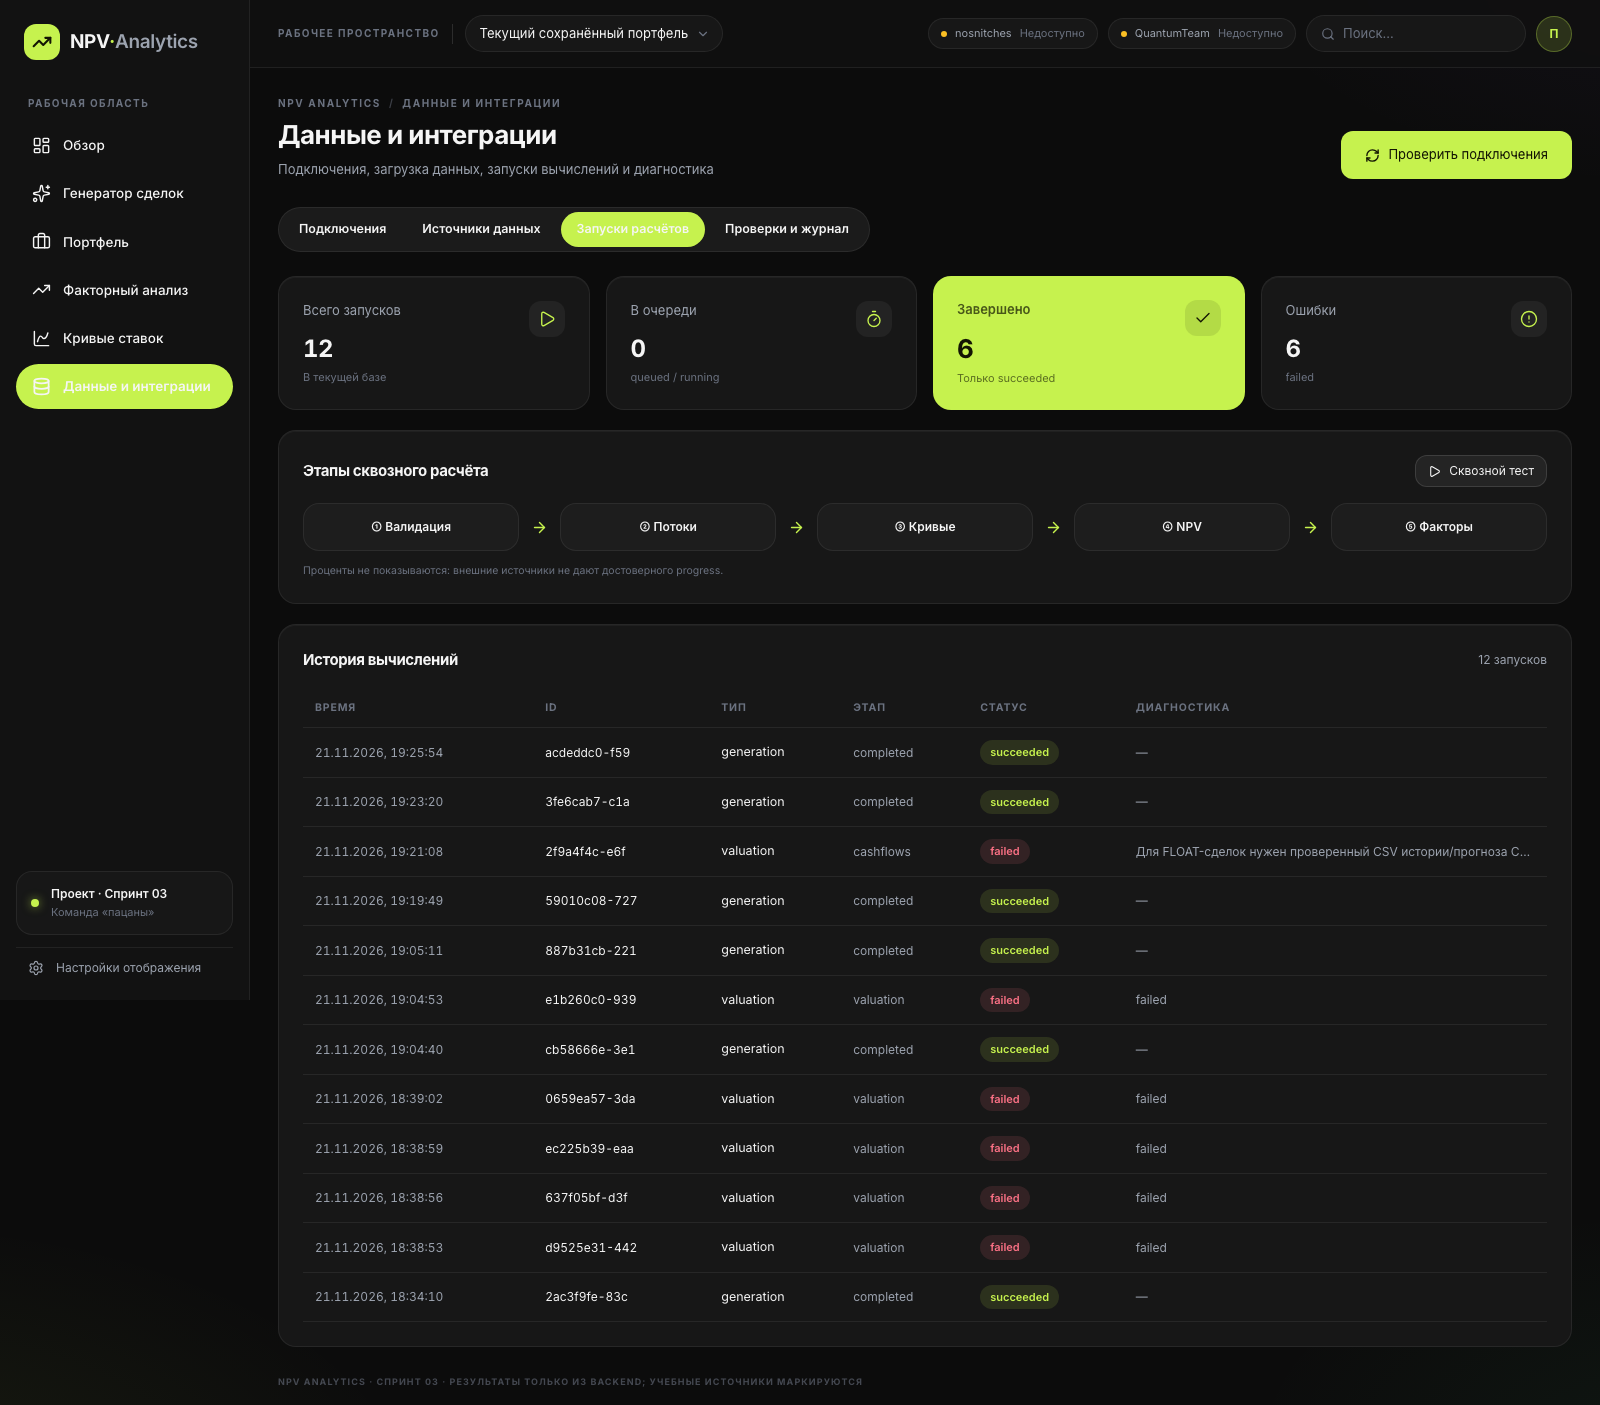 NPV·Analytics
РАБОЧЕЕ ПРОСТРАНСТВО
Текущий сохранённый портфель
nosnitches Недоступно
QuantumTeam Недоступно
Поиск...
П
РАБОЧАЯ ОБЛАСТЬ
Обзор
Генератор сделок
Портфель
Факторный анализ
Кривые ставок
Данные и интеграции
Проект · Спринт 03
Команда «пацаны»
Настройки отображения
NPV ANALYTICS / ДАННЫЕ И ИНТЕГРАЦИИ
Данные и интеграции
Подключения, загрузка данных, запуски вычислений и диагностика
Проверить подключения
Подключения Источники данных Запуски расчётов Проверки и журнал
Всего запусков
12
В текущей базе
В очереди
0
queued / running
Завершено
6
Только succeeded
Ошибки
6
failed
Этапы сквозного расчёта
Сквозной тест
① Валидация → ② Потоки → ③ Кривые → ④ NPV → ⑤ Факторы
Проценты не показываются: внешние источники не дают достоверного progress.
История вычислений
12 запусков
ВРЕМЯ ID ТИП ЭТАП СТАТУС ДИАГНОСТИКА
21.11.2026, 19:25:54 acdeddc0-f59 generation completed succeeded —
21.11.2026, 19:23:20 3fe6cab7-c1a generation completed succeeded —
21.11.2026, 19:21:08 2f9a4f4c-e6f valuation cashflows failed Для FLOAT-сделок нужен проверенный CSV истории/прогноза С...
21.11.2026, 19:19:49 59010c08-727 generation completed succeeded —
21.11.2026, 19:05:11 887b31cb-221 generation completed succeeded —
21.11.2026, 19:04:53 e1b260c0-939 valuation valuation failed failed
21.11.2026, 19:04:40 cb58666e-3e1 generation completed succeeded —
21.11.2026, 18:39:02 0659ea57-3da valuation valuation failed failed
21.11.2026, 18:38:59 ec225b39-eaa valuation valuation failed failed
21.11.2026, 18:38:56 637f05bf-d3f valuation valuation failed failed
21.11.2026, 18:38:53 d9525e31-442 valuation valuation failed failed
21.11.2026, 18:34:10 2ac3f9fe-83c generation completed succeeded —
NPV ANALYTICS · СПРИНТ 03 · РЕЗУЛЬТАТЫ ТОЛЬКО ИЗ BACKEND; УЧЕБНЫЕ ИСТОЧНИКИ МАРКИРУЮТСЯ